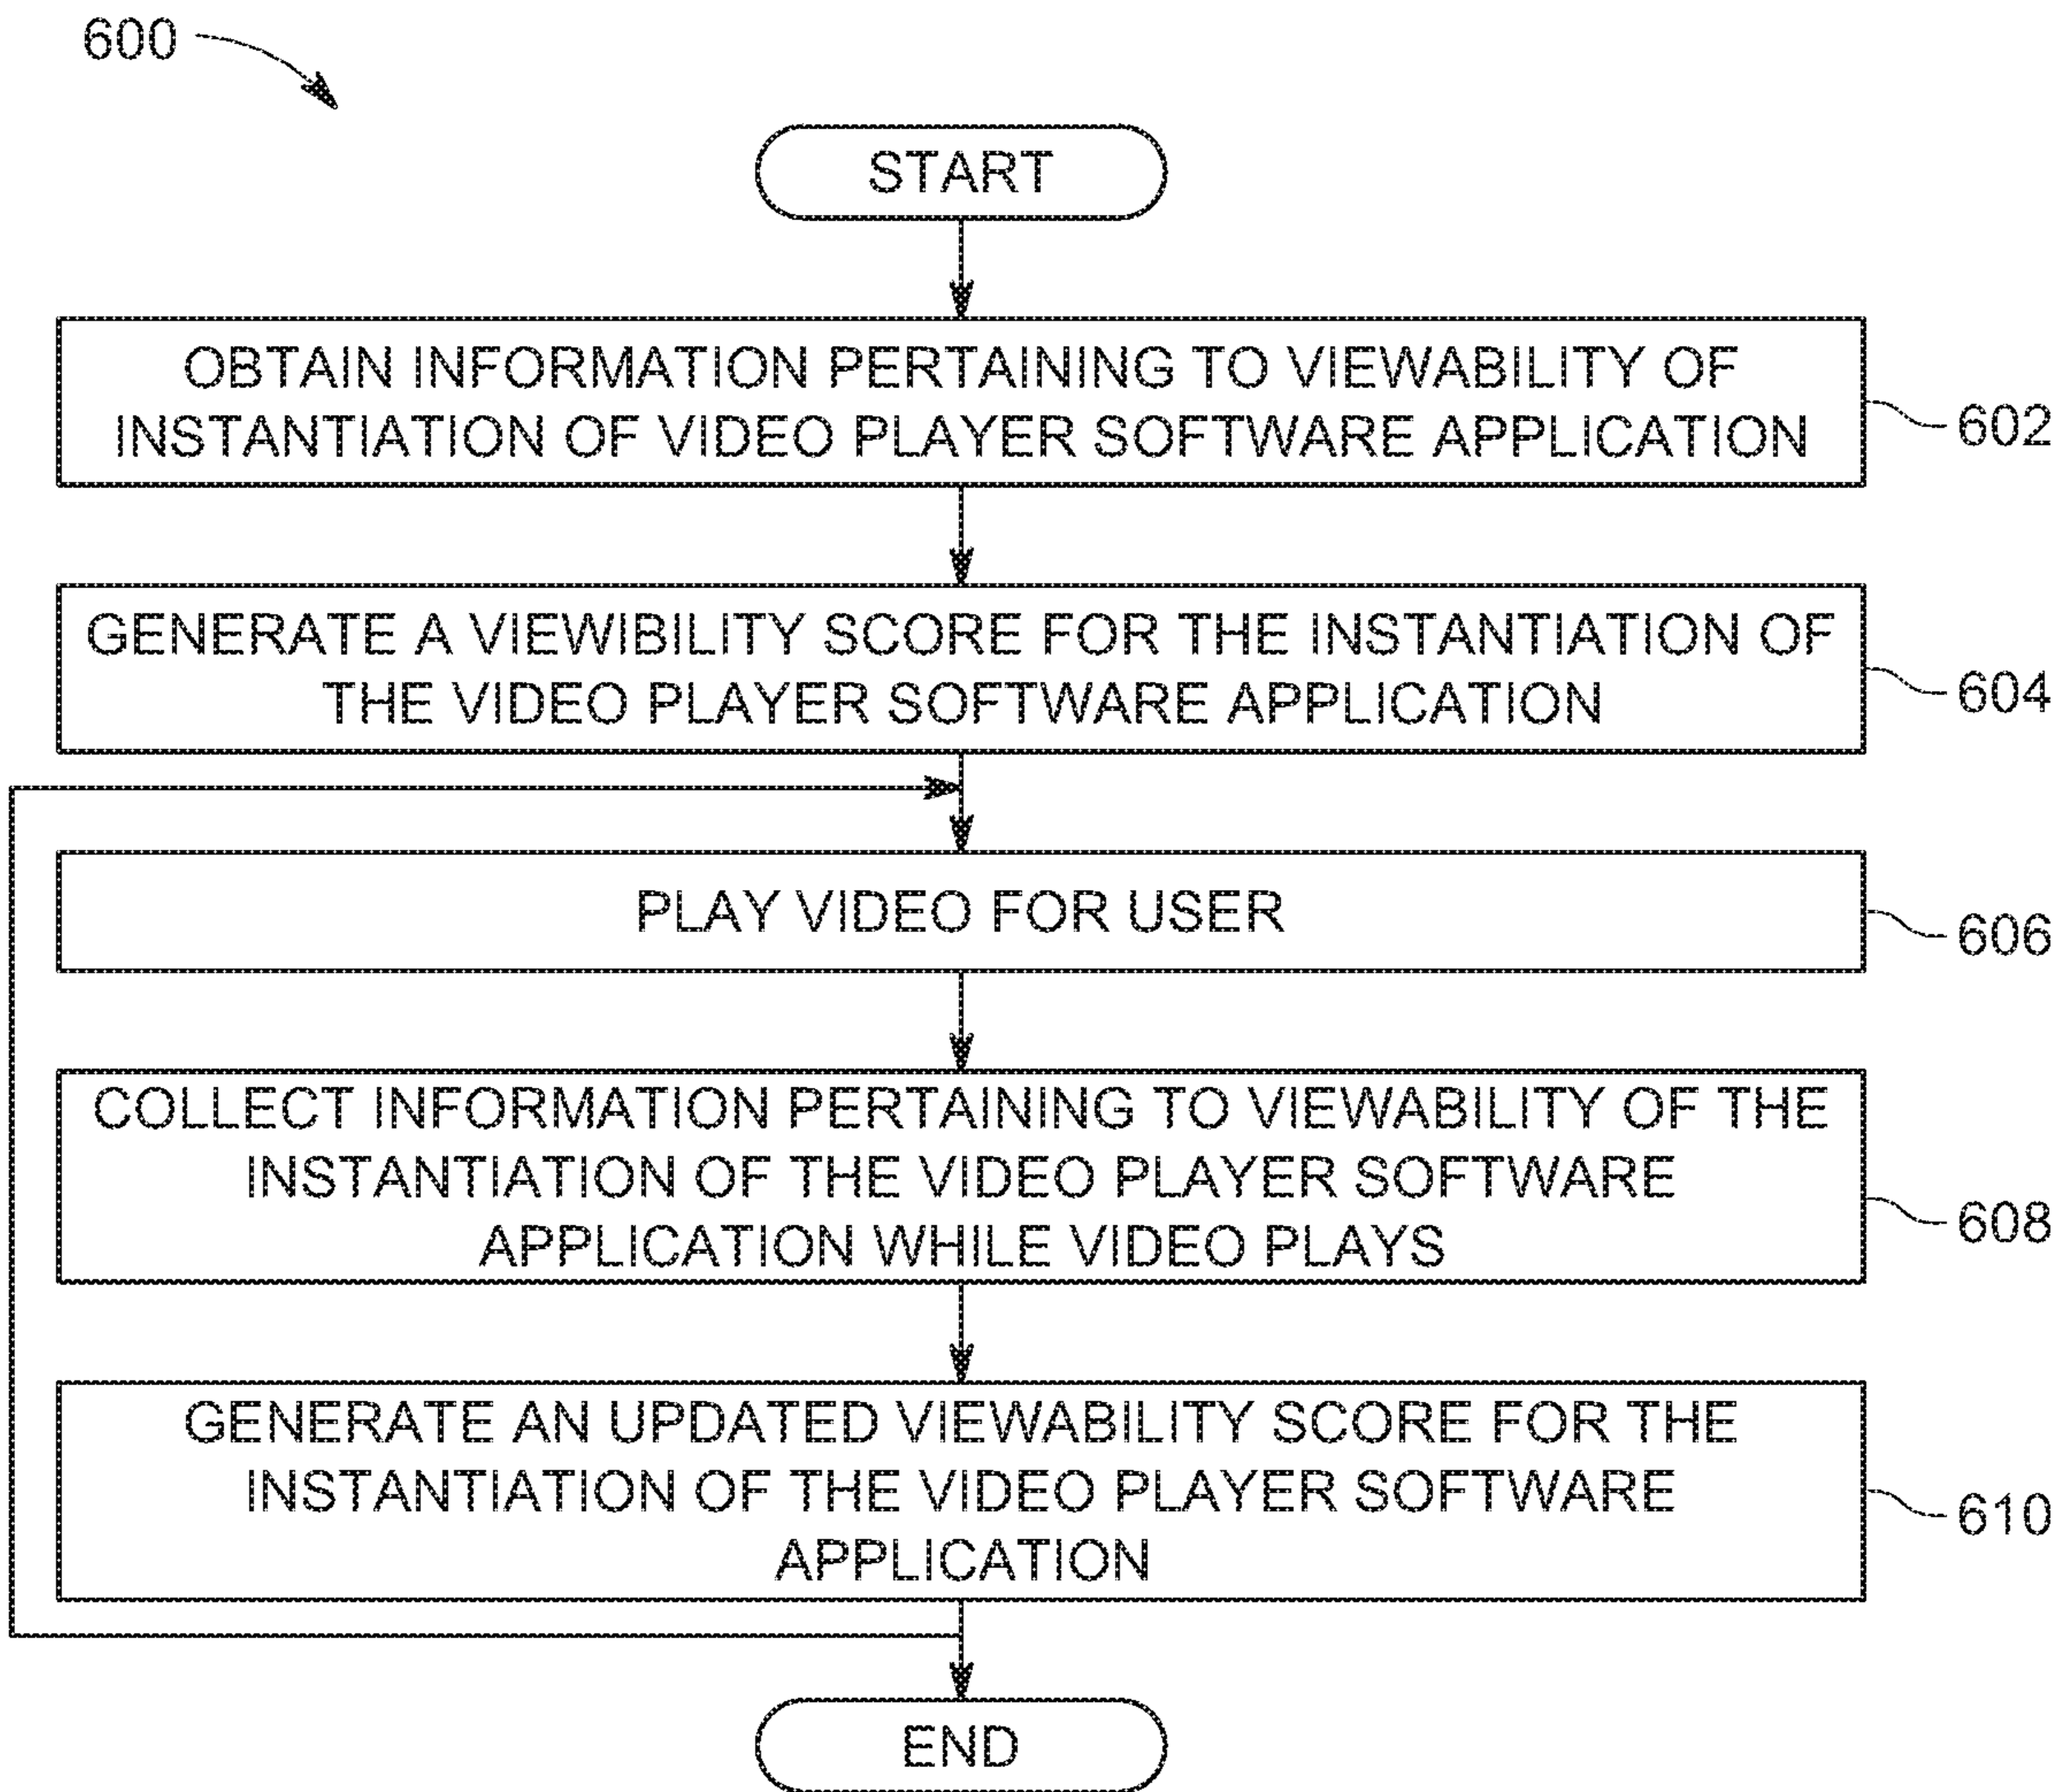 600
START
OBTAIN INFORMATION PERTAINING TO VIEWABILITY OF
INSTANTIATION OF VIDEO PLAYER SOFTWARE APPLICATION
602
GENERATE A VIEWIBILITY SCORE FOR THE INSTANTIATION OF
THE VIDEO PLAYER SOFTWARE APPLICATION
604
PLAY VIDEO FOR USER
606
COLLECT INFORMATION PERTAINING TO VIEWABILITY OF THE
INSTANTIATION OF THE VIDEO PLAYER SOFTWARE
APPLICATION WHILE VIDEO PLAYS
608
GENERATE AN UPDATED VIEWABILITY SCORE FOR THE
INSTANTIATION OF THE VIDEO PLAYER SOFTWARE
APPLICATION
610
END